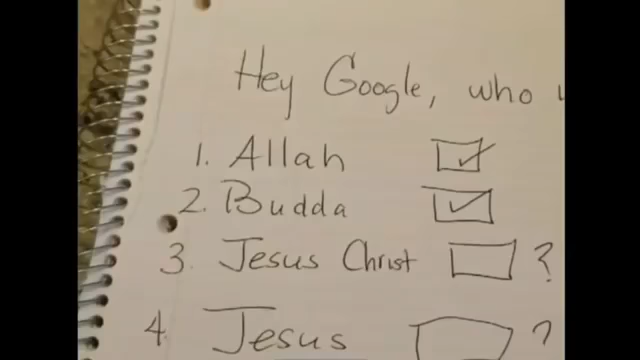 Hey Google, who
1. Allah
2. Budda
3. Jesus Christ ?
4. Jesus ?